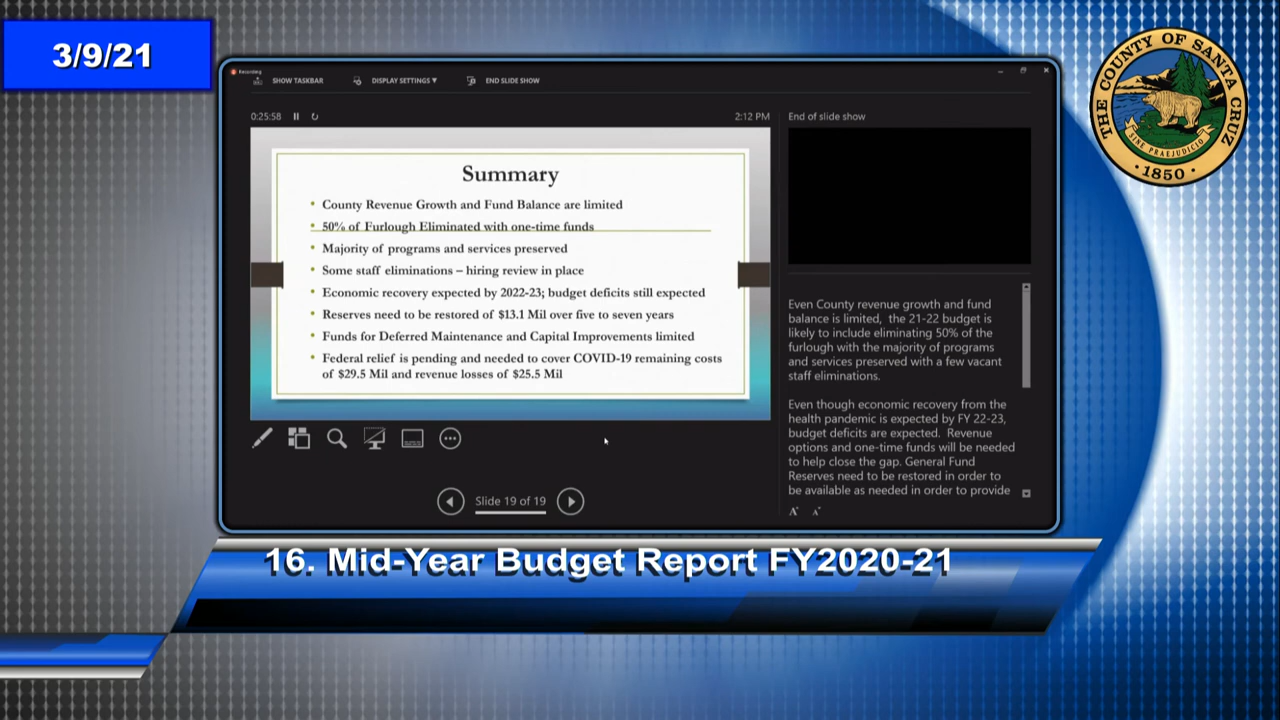 3/9/21
THE COUNTY OF SANTA CRUZ
SINE PRAEJUDICIO
• 1850 •
Recording
SHOW TASKBAR
DISPLAY SETTINGS ▼
END SLIDE SHOW
0:25:58
2:12 PM
End of slide show
Summary
• County Revenue Growth and Fund Balance are limited
• 50% of Furlough Eliminated with one-time funds
• Majority of programs and services preserved
• Some staff eliminations – hiring review in place
• Economic recovery expected by 2022-23; budget deficits still expected
• Reserves need to be restored of $13.1 Mil over five to seven years
• Funds for Deferred Maintenance and Capital Improvements limited
• Federal relief is pending and needed to cover COVID-19 remaining costs
of $29.5 Mil and revenue losses of $25.5 Mil
Even County revenue growth and fund
balance is limited, the 21-22 budget is
likely to include eliminating 50% of the
furlough with the majority of programs
and services preserved with a few vacant
staff eliminations.
Even though economic recovery from the
health pandemic is expected by FY 22-23,
budget deficits are expected. Revenue
options and one-time funds will be needed
to help close the gap. General Fund
Reserves need to be restored in order to
be available as needed in order to provide
Slide 19 of 19
A A
16. Mid-Year Budget Report FY2020-21